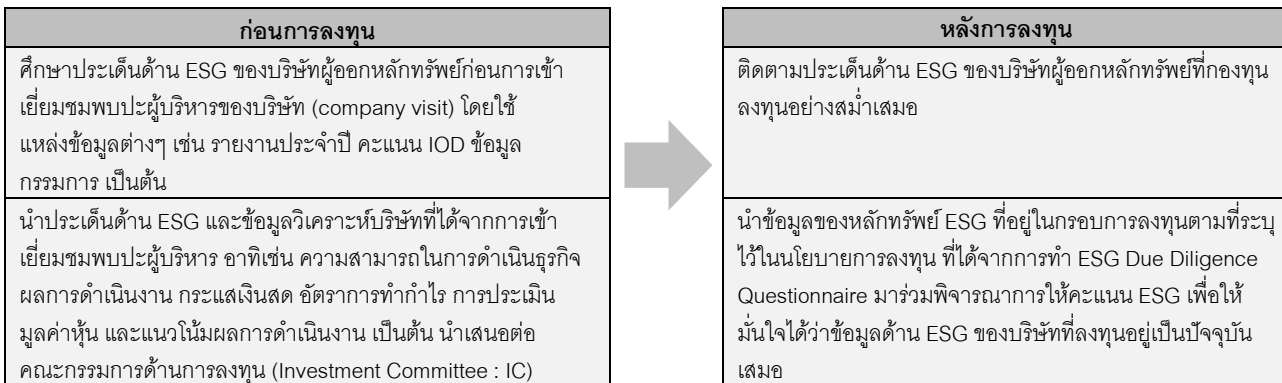 ก่อนการลงทุน
ศึกษาประเด็นด้าน ESG ของบริษัทผู้ออกหลักทรัพย์ก่อนการเข้า
เยี่ยมชมพบปะผู้บริหารของบริษัท (company visit) โดยใช้
แหล่งข้อมูลต่างๆ เช่น รายงานประจำปี คะแนน IOD ข้อมูล
กรรมการ เป็นต้น
นำประเด็นด้าน ESG และข้อมูลวิเคราะห์บริษัทที่ได้จากการเข้า
เยี่ยมชมพบปะผู้บริหาร อาทิเช่น ความสามารถในการดำเนินธุรกิจ
ผลการดำเนินงาน กระแสเงินสด อัตราการทำกำไร การประเมิน
มูลค่าหุ้น และแนวโน้มผลการดำเนินงาน เป็นต้น นำเสนอต่อ
คณะกรรมการด้านการลงทุน (Investment Committee : IC)
หลังการลงทุน
ติดตามประเด็นด้าน ESG ของบริษัทผู้ออกหลักทรัพย์ที่กองทุน
ลงทุนอย่างสม่ำเสมอ
นำข้อมูลของหลักทรัพย์ ESG ที่อยู่ในกรอบการลงทุนตามที่ระบุ
ไว้ในนโยบายการลงทุน ที่ได้จากการทำ ESG Due Diligence
Questionnaire มาร่วมพิจารณาการให้คะแนน ESG เพื่อให้
มั่นใจได้ว่าข้อมูลด้าน ESG ของบริษัทที่ลงทุนอยู่เป็นปัจจุบัน
เสมอ